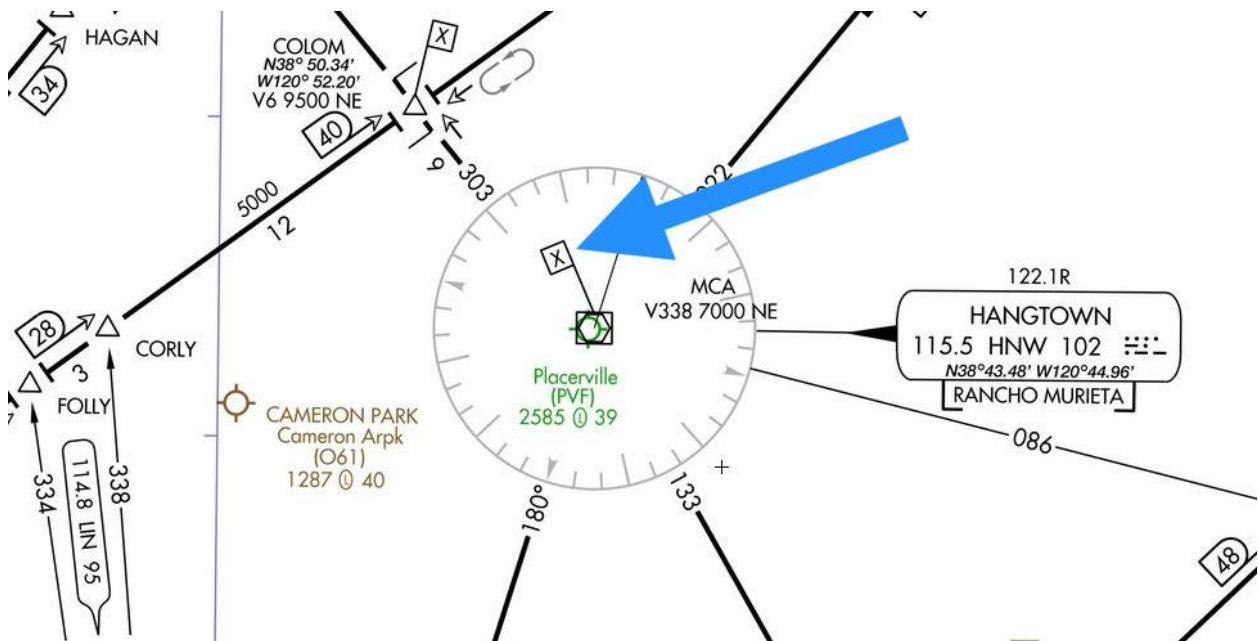 HAGAN
34
COLOM
N38° 50.34'
W120° 52.20'
V6 9500 NE
X
40
9
303
5000
12
X
MCA
V338 7000 NE
122.1R
HANGTOWN
115.5 HNW 102
N38°43.48' W120°44.96'
RANCHO MURIETA
28
CORLY
3
FOLLY
Placerville
(PVF)
2585 Ⓛ 39
CAMERON PARK
Cameron Arpk
(O61)
1287 Ⓛ 40
086
334
114.8 LIN 95
338
180°
133
48